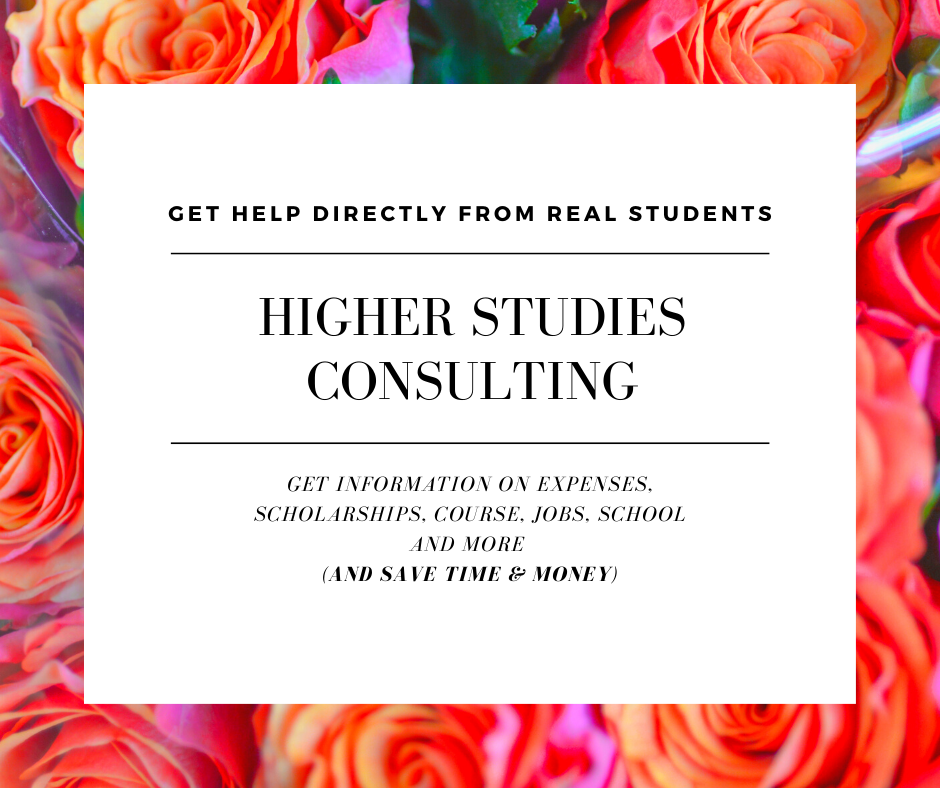 GET HELP DIRECTLY FROM REAL STUDENTS
HIGHER STUDIES
CONSULTING
GET INFORMATION ON EXPENSES,
SCHOLARSHIPS, COURSE, JOBS, SCHOOL
AND MORE
(AND SAVE TIME & MONEY)